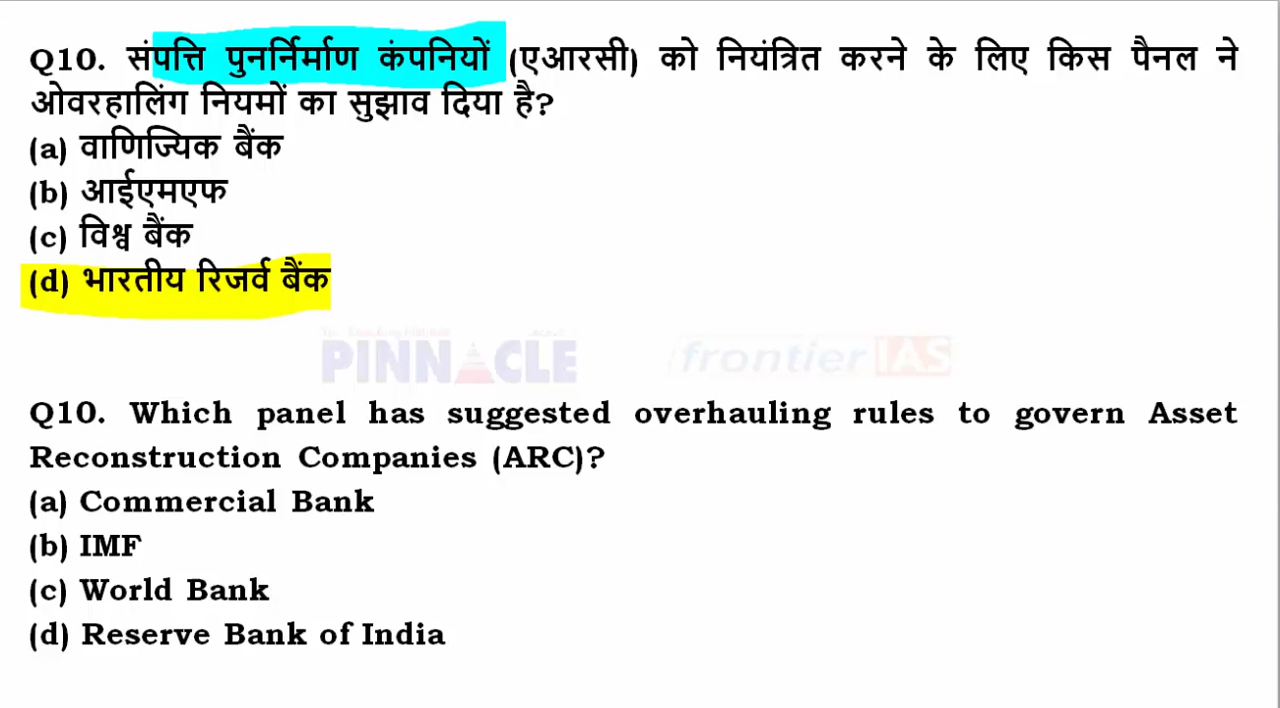 Q10. संपत्ति पुनर्निर्माण कंपनियों (एआरसी) को नियंत्रित करने के लिए किस पैनल ने
ओवरहालिंग नियमों का सुझाव दिया है?
(a) वाणिज्यिक बैंक
(b) आईएमएफ
(c) विश्व बैंक
(d) भारतीय रिजर्व बैंक
PINNACLE frontier IAS
Q10. Which panel has suggested overhauling rules to govern Asset
Reconstruction Companies (ARC)?
(a) Commercial Bank
(b) IMF
(c) World Bank
(d) Reserve Bank of India